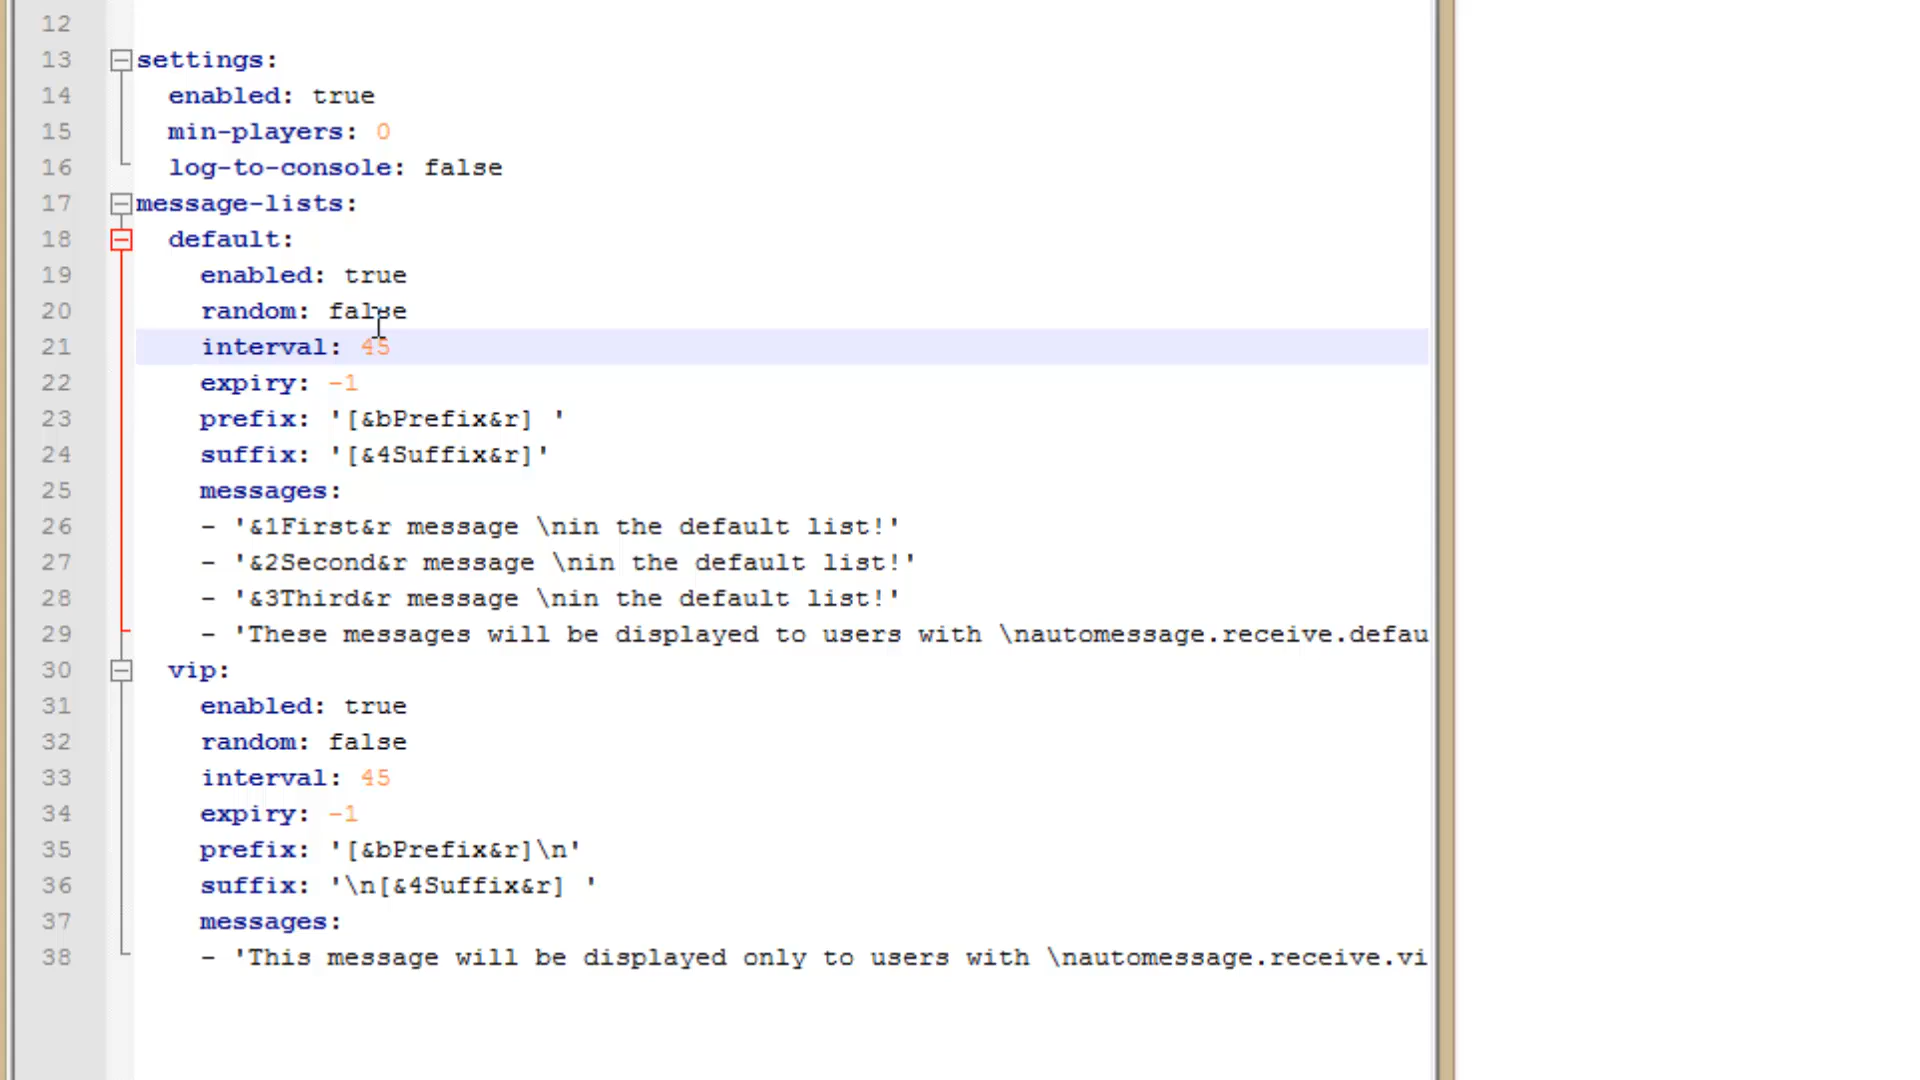 12
13 settings:
14 enabled: true
15 min-players: 0
16 log-to-console: false
17 message-lists:
18 default:
19 enabled: true
20 random: false
21 interval: 45
22 expiry: -1
23 prefix: '[&bPrefix&r] '
24 suffix: '[&4Suffix&r]'
25 messages:
26 - '&1First&r message \nin the default list!'
27 - '&2Second&r message \nin the default list!'
28 - '&3Third&r message \nin the default list!'
29 - 'These messages will be displayed to users with \nautomessage.receive.defau
30 vip:
31 enabled: true
32 random: false
33 interval: 45
34 expiry: -1
35 prefix: '[&bPrefix&r]\n'
36 suffix: '\n[&4Suffix&r] '
37 messages:
38 - 'This message will be displayed only to users with \nautomessage.receive.vi